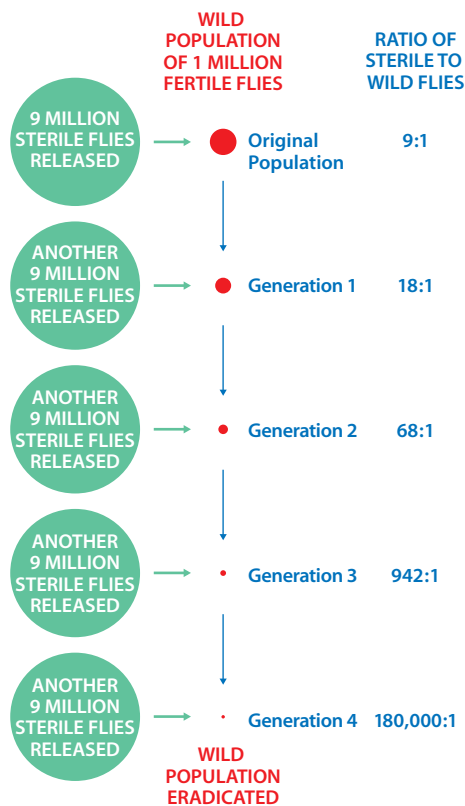 WILD
POPULATION
OF 1 MILLION
FERTILE FLIES
RATIO OF
STERILE TO
WILD FLIES
9 MILLION
STERILE FLIES
RELEASED
Original
Population
9:1
ANOTHER
9 MILLION
STERILE FLIES
RELEASED
Generation 1
18:1
ANOTHER
9 MILLION
STERILE FLIES
RELEASED
Generation 2
68:1
ANOTHER
9 MILLION
STERILE FLIES
RELEASED
Generation 3
942:1
ANOTHER
9 MILLION
STERILE FLIES
RELEASED
Generation 4
180,000:1
WILD
POPULATION
ERADICATED